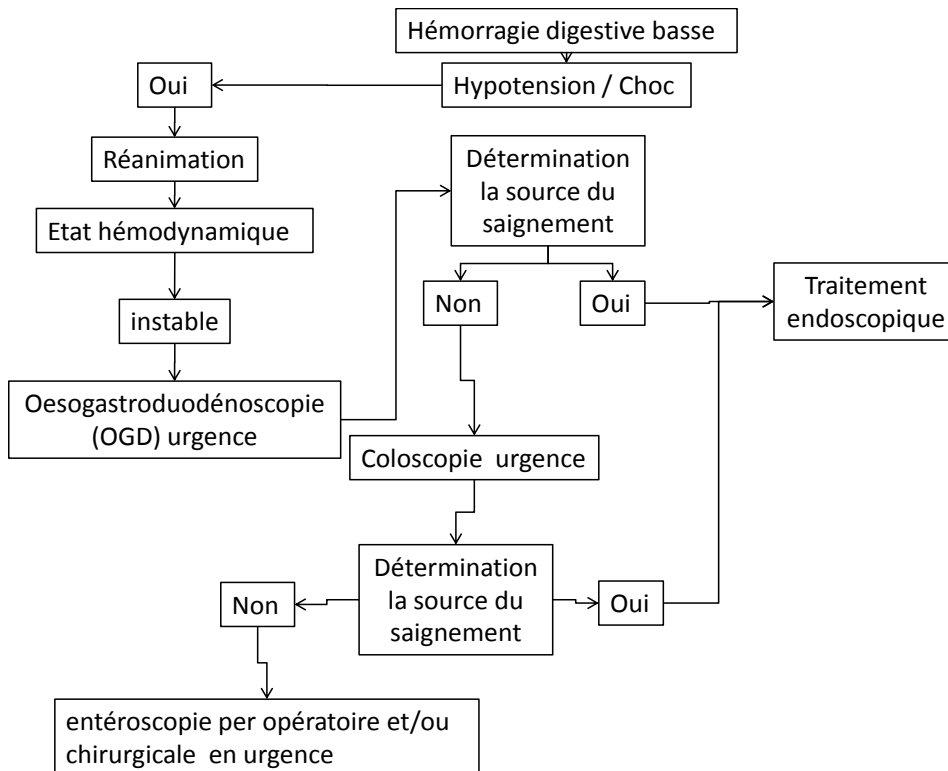 Hémorragie digestive basse
Hypotension / Choc
Oui
Réanimation
Etat hémodynamique
instable
Oesogastroduodénoscopie
(OGD) urgence
Détermination
la source du
saignement
Non
Oui
Traitement
endoscopique
Coloscopie urgence
Détermination
la source du
saignement
Non
Oui
entéroscopie per opératoire et/ou
chirurgicale en urgence